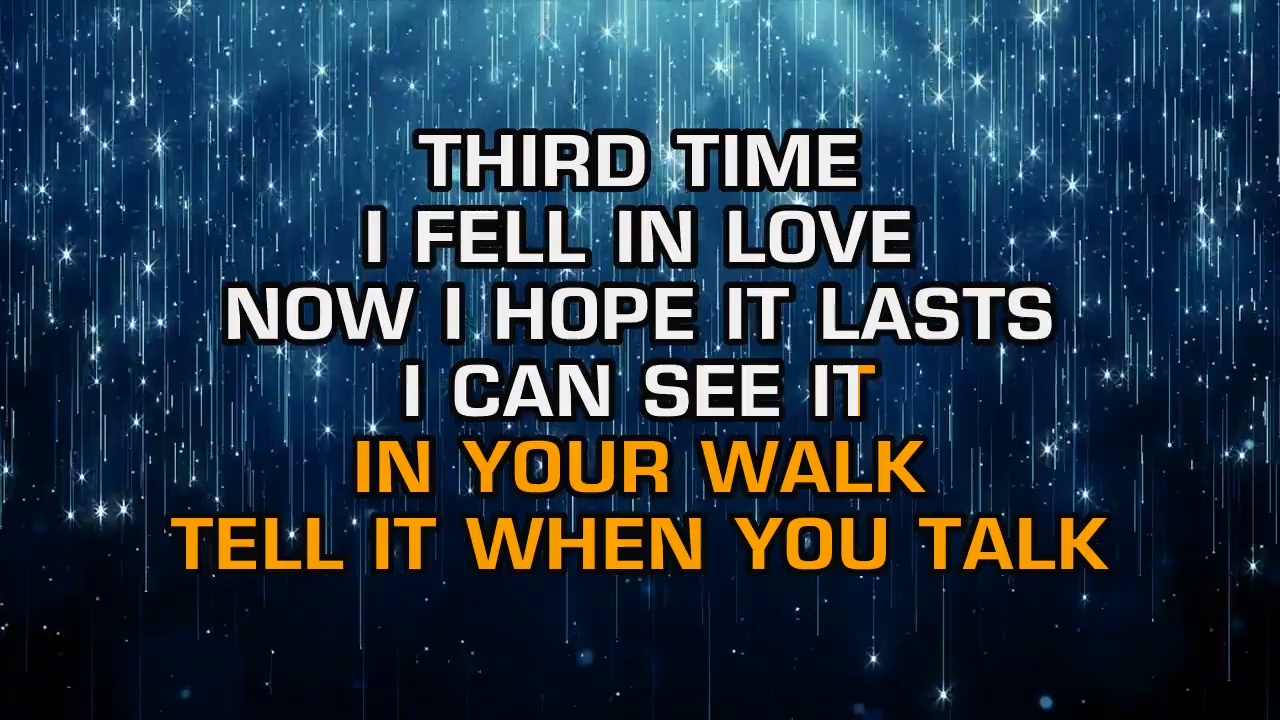 THIRD TIME
I FELL IN LOVE
NOW I HOPE IT LASTS
I CAN SEE IT
IN YOUR WALK
TELL IT WHEN YOU TALK